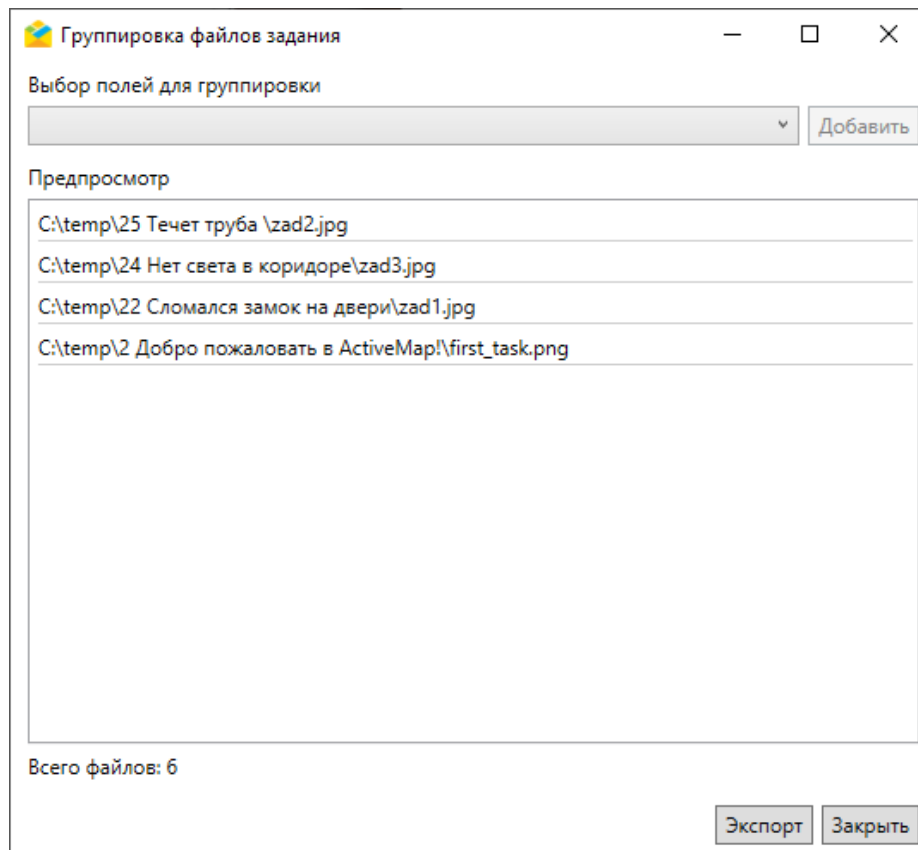 Группировка файлов задания
Выбор полей для группировки
Добавить
Предпросмотр
C:\temp\25 Течет труба \zad2.jpg
C:\temp\24 Нет света в коридоре\zad3.jpg
C:\temp\22 Сломался замок на двери\zad1.jpg
C:\temp\2 Добро пожаловать в ActiveMap!\first_task.png
Всего файлов: 6
Экспорт Закрыть